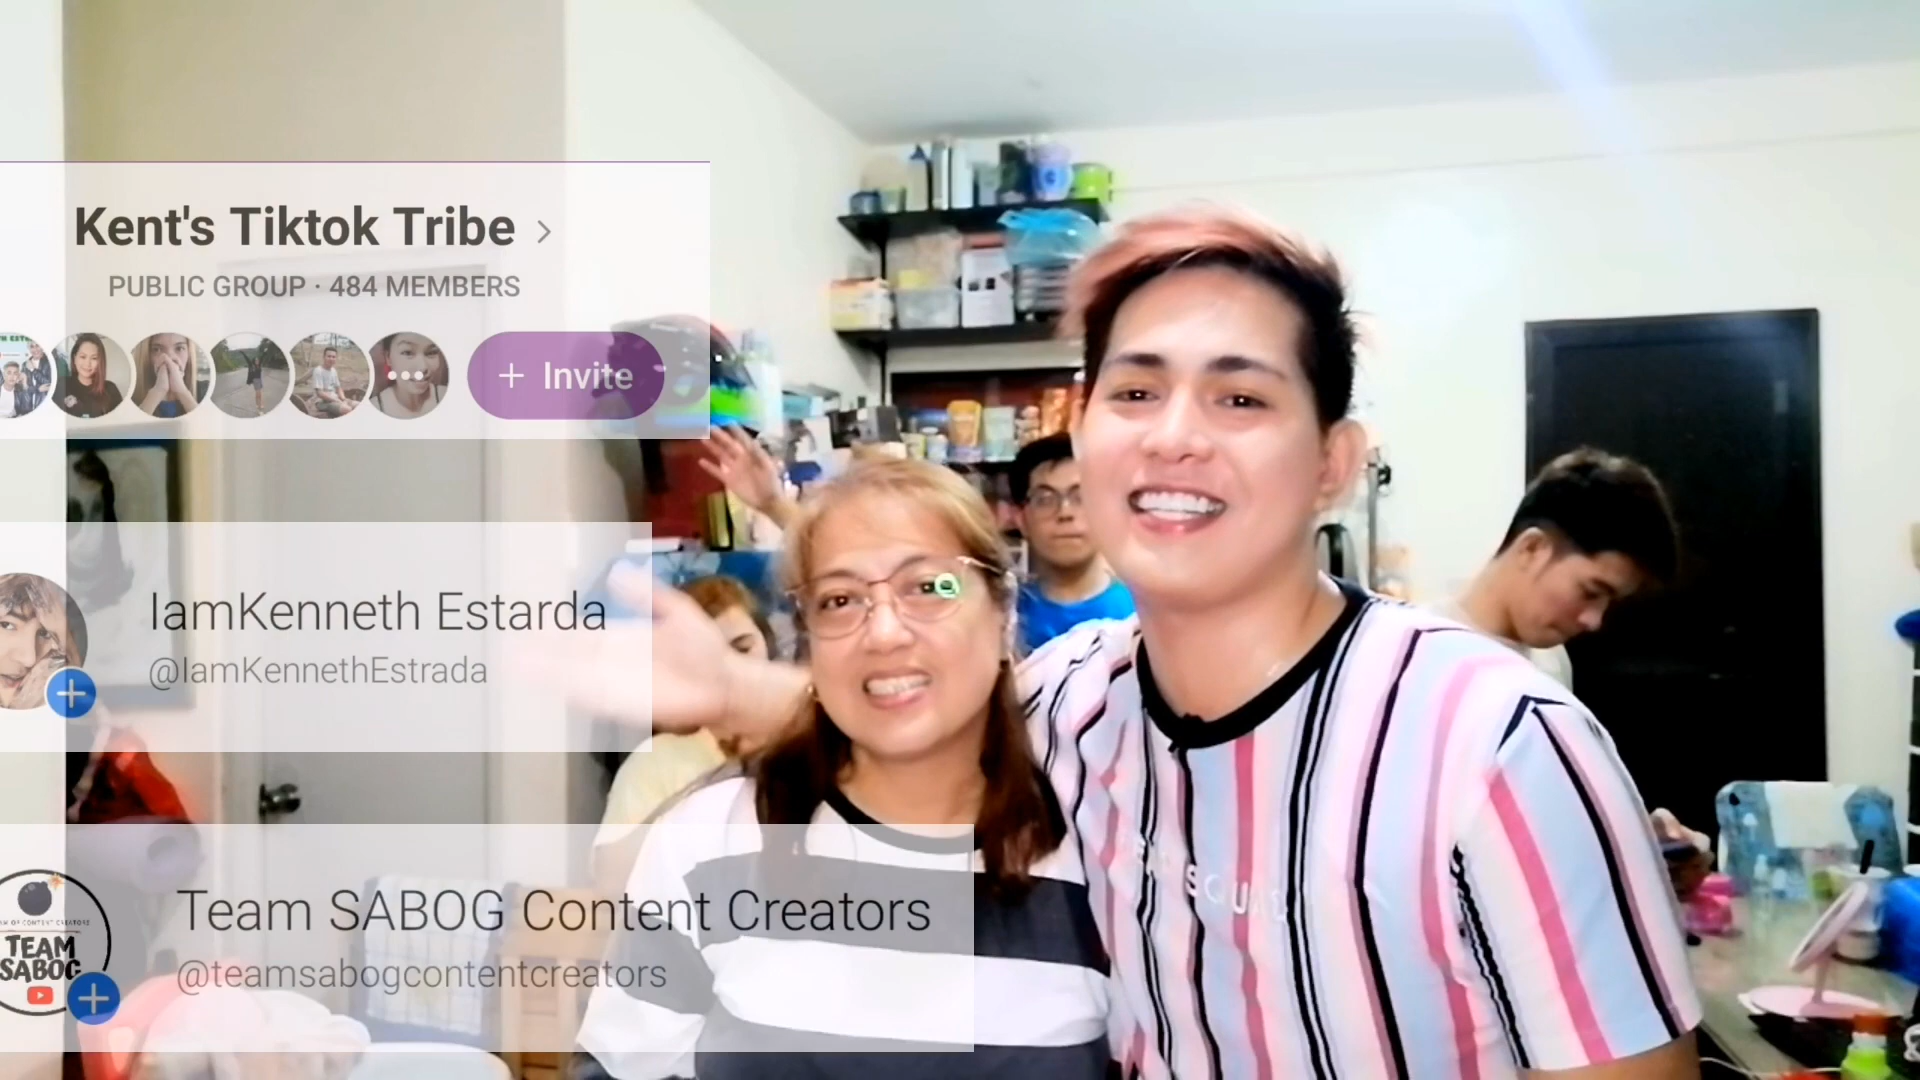 Kent's Tiktok Tribe >
PUBLIC GROUP · 484 MEMBERS
+ Invite
IamKenneth Estarda
@IamKennethEstrada
Team SABOG Content Creators
@teamsabogcontentcreators
TEAM
SABOG